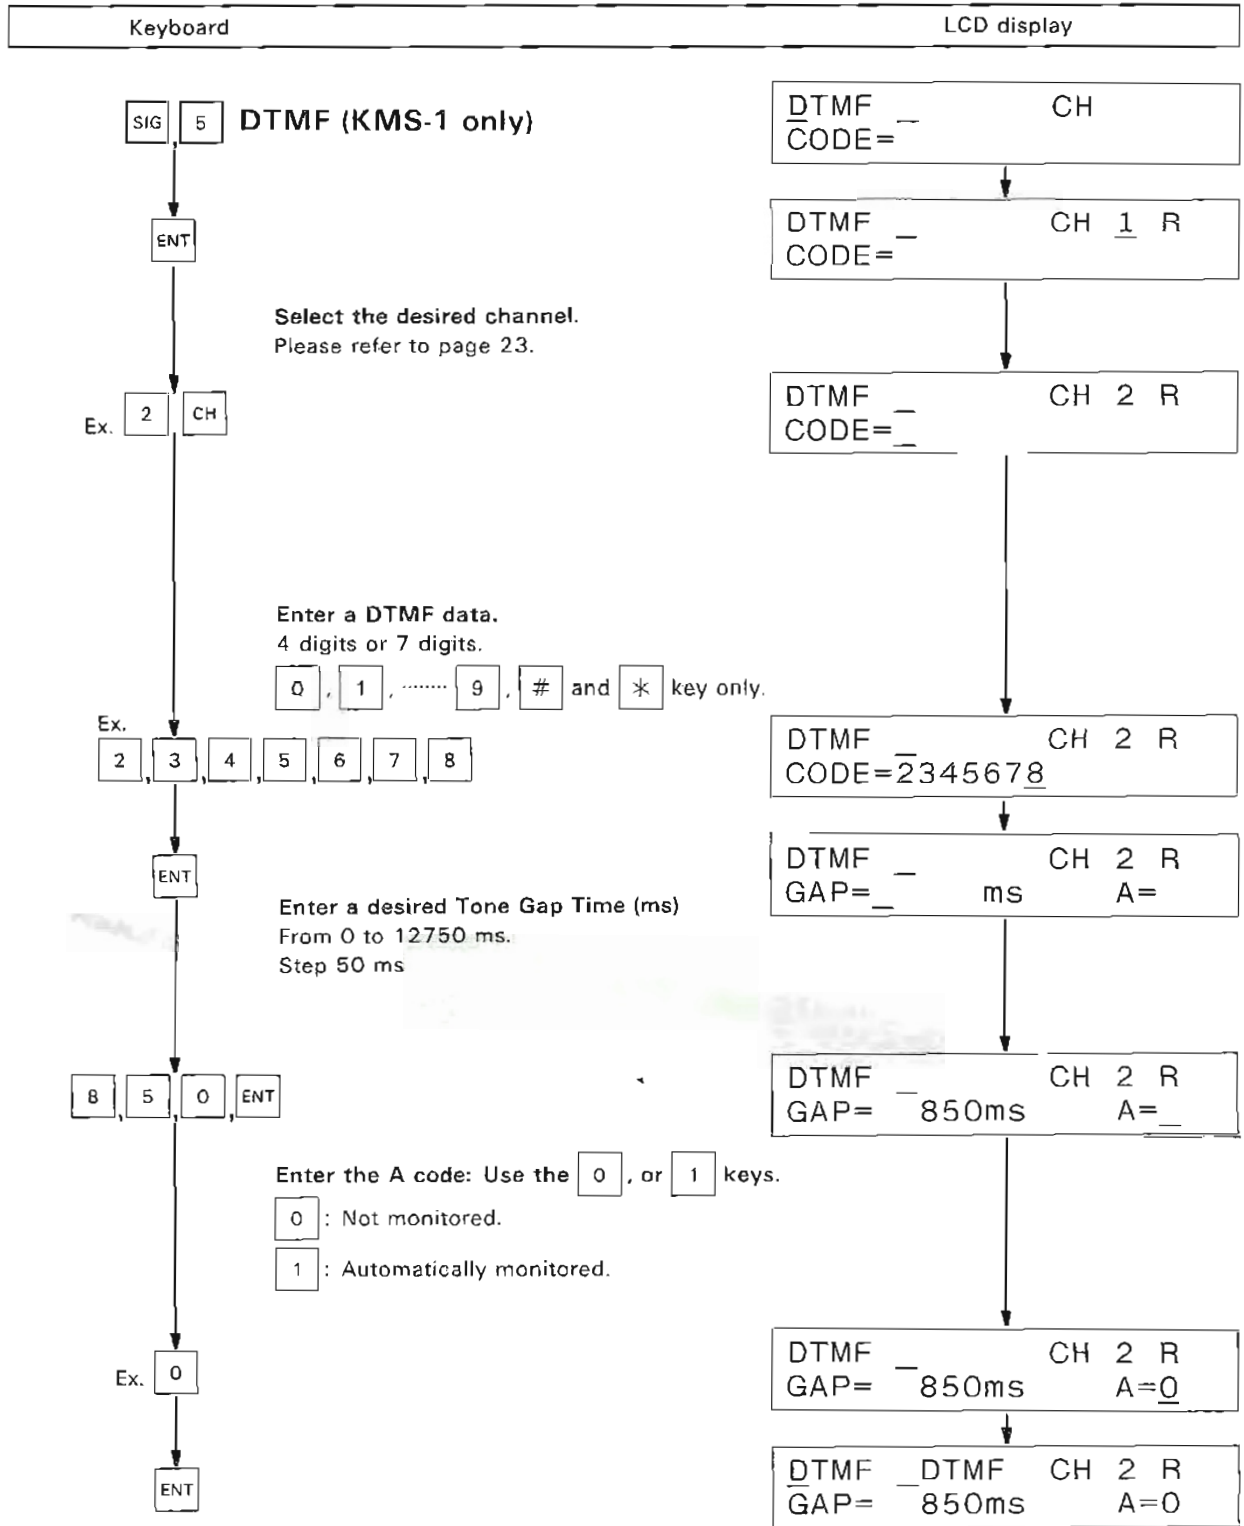 Keyboard LCD display
SIG , 5 DTMF (KMS-1 only)
DTMF _ CH
CODE=
ENT
DTMF _ CH 1 R
CODE=
Select the desired channel.
Please refer to page 23.
Ex. 2 CH
DTMF _ CH 2 R
CODE=_
Enter a DTMF data.
4 digits or 7 digits.
0 , 1 , ........ 9 , # and * key only.
Ex.
2 , 3 , 4 , 5 , 6 , 7 , 8
DTMF _ CH 2 R
CODE=2345678
ENT
DTMF _ CH 2 R
GAP=_ ms A=
Enter a desired Tone Gap Time (ms)
From 0 to 12750 ms.
Step 50 ms
8 , 5 , 0 , ENT
DTMF _ CH 2 R
GAP= 850ms A=_
Enter the A code: Use the 0 , or 1 keys.
0 : Not monitored.
1 : Automatically monitored.
Ex. 0
DTMF _ CH 2 R
GAP= 850ms A=0
ENT
DTMF _DTMF CH 2 R
GAP= 850ms A=0